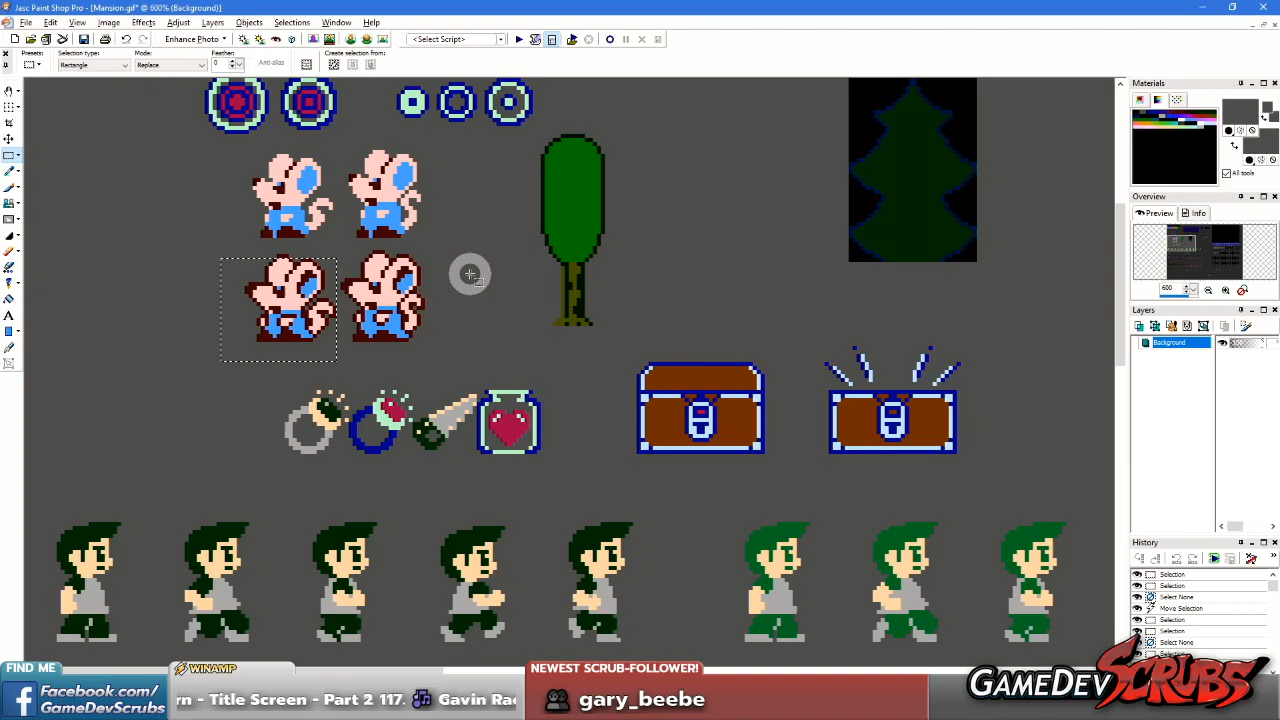 Jasc Paint Shop Pro - [Mansion.gif* @ 600% (Background)]
File Edit View Image Effects Adjust Layers Objects Selections Window Help
Enhance Photo <Select Script>
Presets: Selection type: Mode: Feather: Create selection from:
Rectangle Replace 0 Anti-alias
Materials
All tools
Overview
Preview Info
600
Layers
Background
100
History
Selection
Selection
Select None
Move Selection
Selection
Selection
Select None
Selection
FIND ME
Facebook.com/
GameDevScrubs
WINAMP
rn - Title Screen - Part 2 117. Gavin Ra
NEWEST SCRUB-FOLLOWER!
gary_beebe
GAMEDEV SCRUBS